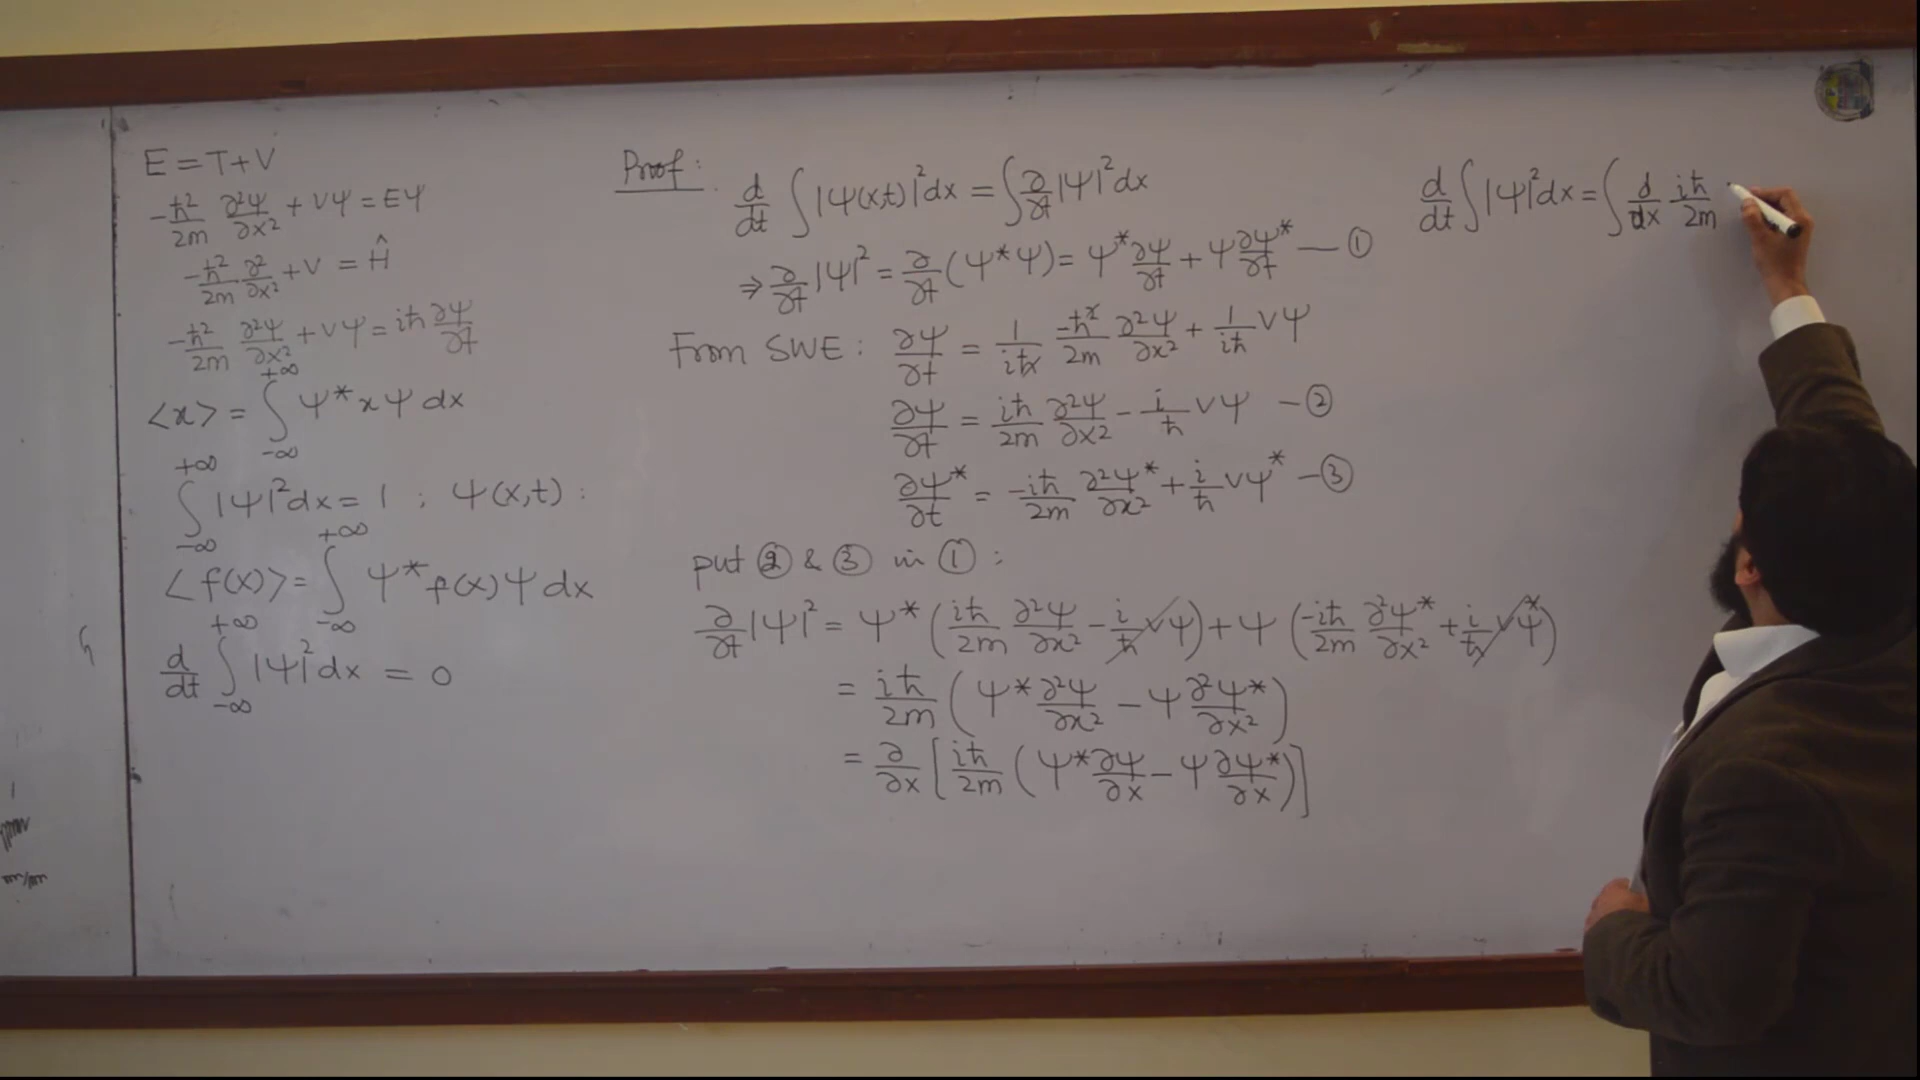 E = T+V
-ħ²/2m ∂²Ψ/∂x² + VΨ = EΨ
-ħ²/2m ∂²/∂x² + V = Ĥ
-ħ²/2m ∂²Ψ/∂x² + VΨ = iħ ∂Ψ/∂t
<x> = ∫_{-∞}^{+∞} Ψ* x Ψ dx
∫_{-∞}^{+∞} |Ψ|² dx = 1 ; Ψ(x,t) :
<f(x)> = ∫_{-∞}^{+∞} Ψ* f(x) Ψ dx
d/dt ∫_{-∞}^{+∞} |Ψ|² dx = 0
Proof :
d/dt ∫ |Ψ(x,t)|² dx = ∫ ∂/∂t |Ψ|² dx
⇒ ∂/∂t |Ψ|² = ∂/∂t (Ψ* Ψ) = Ψ* ∂Ψ/∂t + Ψ ∂Ψ*/∂t — ①
From SWE : ∂Ψ/∂t = 1/iħ -ħ²/2m ∂²Ψ/∂x² + 1/iħ VΨ
∂Ψ/∂t = iħ/2m ∂²Ψ/∂x² - i/ħ VΨ — ②
∂Ψ*/∂t = -iħ/2m ∂²Ψ*/∂x² + i/ħ VΨ* — ③
put ② & ③ in ① :
∂/∂t |Ψ|² = Ψ* (iħ/2m ∂²Ψ/∂x² - i/ħ VΨ) + Ψ (-iħ/2m ∂²Ψ*/∂x² + i/ħ VΨ*)
= iħ/2m (Ψ* ∂²Ψ/∂x² - Ψ ∂²Ψ*/∂x²)
= ∂/∂x [iħ/2m (Ψ* ∂Ψ/∂x - Ψ ∂Ψ*/∂x)]
d/dt ∫ |Ψ|² dx = ∫ d/dx iħ/2m